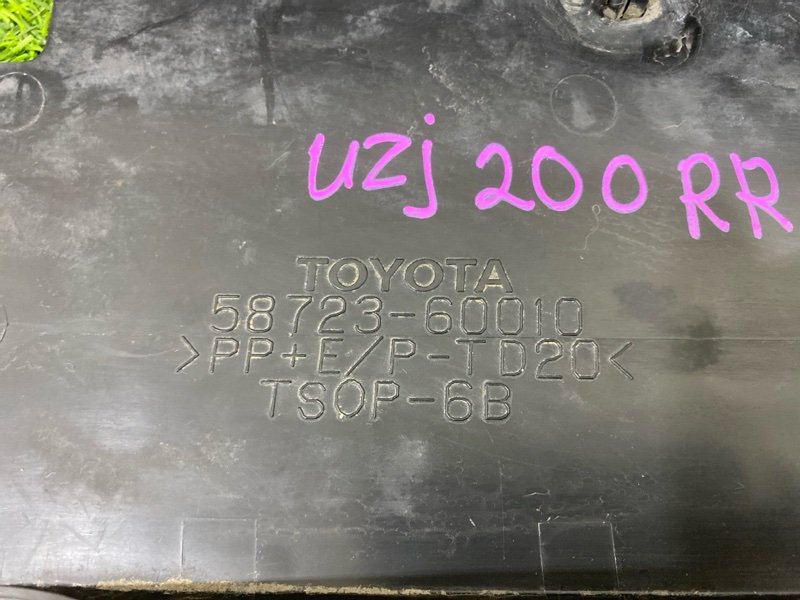 uzj 200 RR
TOYOTA
58723-60010
>PP+E/P-TD20<
TSOP-6B